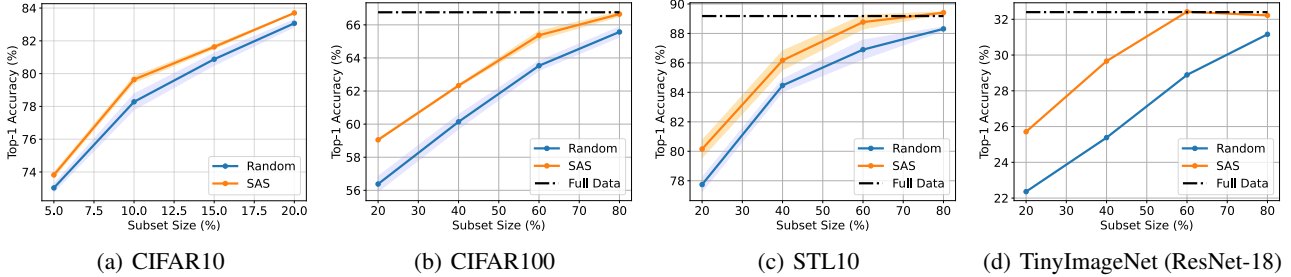 84
82
80
78
76
74
Top-1 Accuracy (%)
5.0 7.5 10.0 12.5 15.0 17.5 20.0
Subset Size (%)
Random
SAS
(a) CIFAR10
66
64
62
60
58
56
Top-1 Accuracy (%)
20 30 40 50 60 70 80
Subset Size (%)
Random
SAS
Full Data
(b) CIFAR100
90
88
86
84
82
80
78
Top-1 Accuracy (%)
20 30 40 50 60 70 80
Subset Size (%)
Random
SAS
Full Data
(c) STL10
32
30
28
26
24
22
Top-1 Accuracy (%)
20 30 40 50 60 70 80
Subset Size (%)
Random
SAS
Full Data
(d) TinyImageNet (ResNet-18)